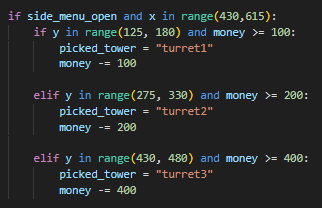 if side_menu_open and x in range(430,615):
    if y in range(125, 180) and money >= 100:
        picked_tower = "turret1"
        money -= 100

    elif y in range(275, 330) and money >= 200:
        picked_tower = "turret2"
        money -= 200

    elif y in range(430, 480) and money >= 400:
        picked_tower = "turret3"
        money -= 400